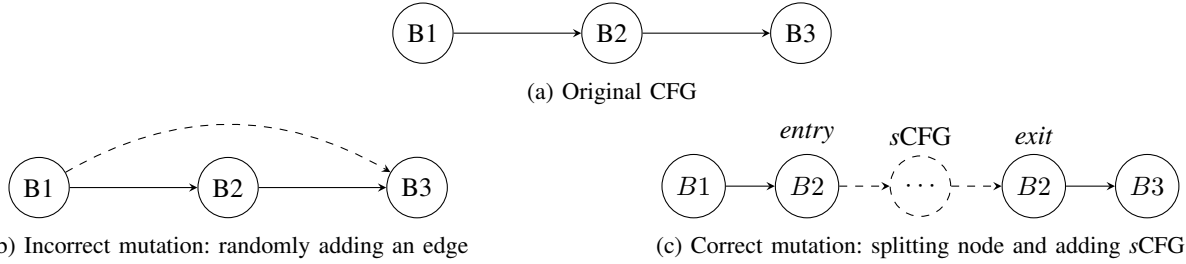 B1 B2 B3
(a) Original CFG
B1 B2 B3
b) Incorrect mutation: randomly adding an edge
entry sCFG exit
B1 B2 ··· B2 B3
(c) Correct mutation: splitting node and adding sCFG